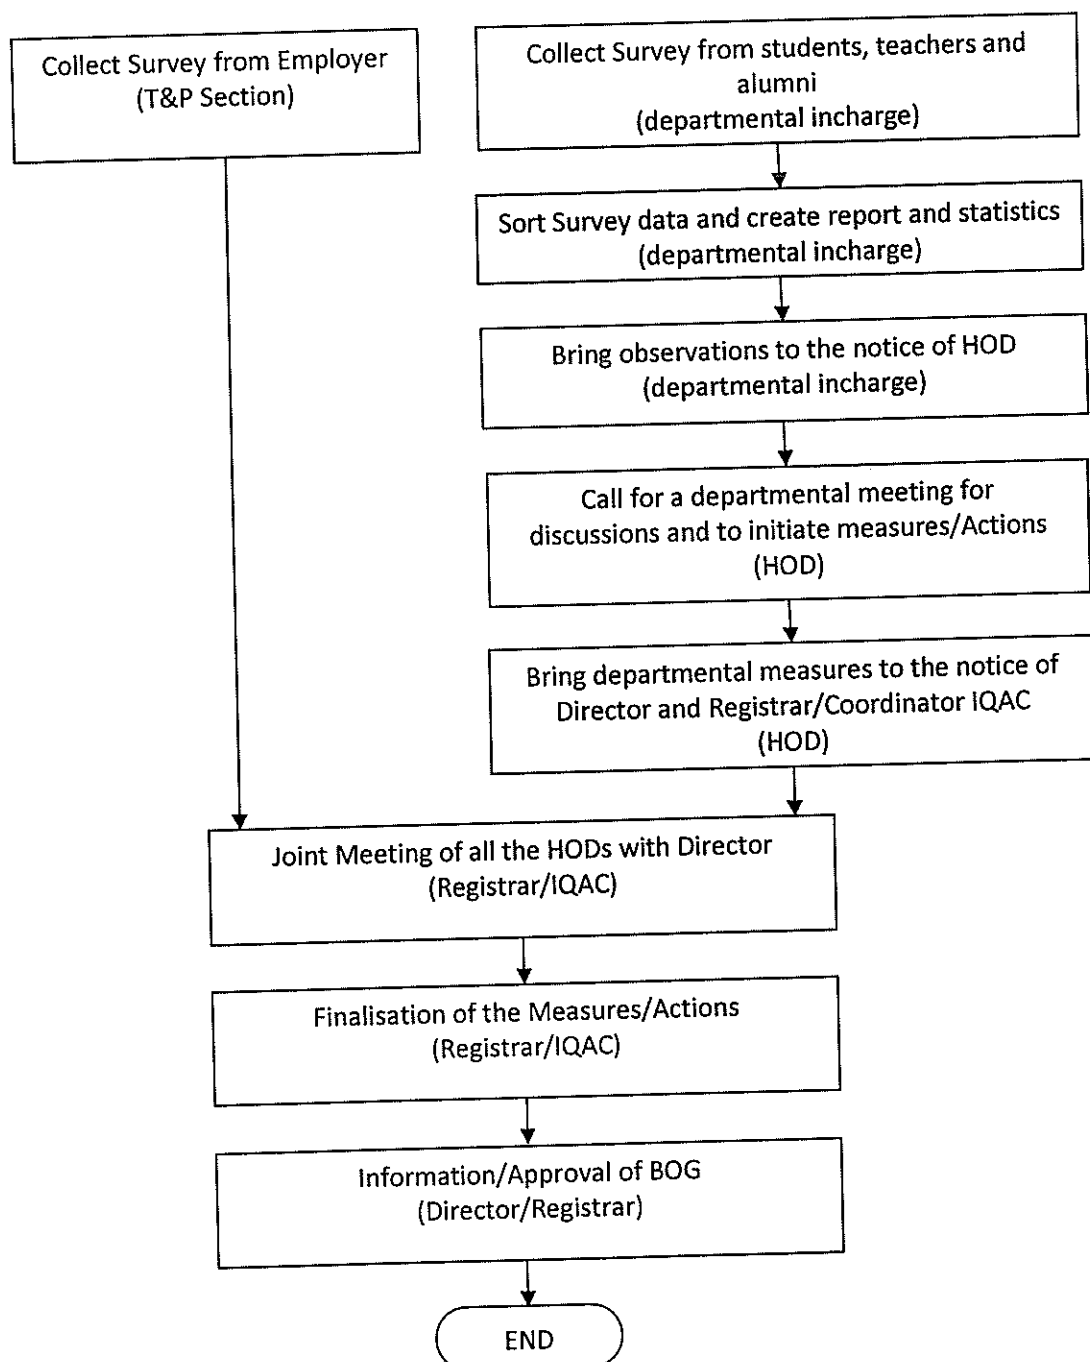 Collect Survey from Employer
(T&P Section)
Collect Survey from students, teachers and
alumni
(departmental incharge)
Sort Survey data and create report and statistics
(departmental incharge)
Bring observations to the notice of HOD
(departmental incharge)
Call for a departmental meeting for
discussions and to initiate measures/Actions
(HOD)
Bring departmental measures to the notice of
Director and Registrar/Coordinator IQAC
(HOD)
Joint Meeting of all the HODs with Director
(Registrar/IQAC)
Finalisation of the Measures/Actions
(Registrar/IQAC)
Information/Approval of BOG
(Director/Registrar)
END